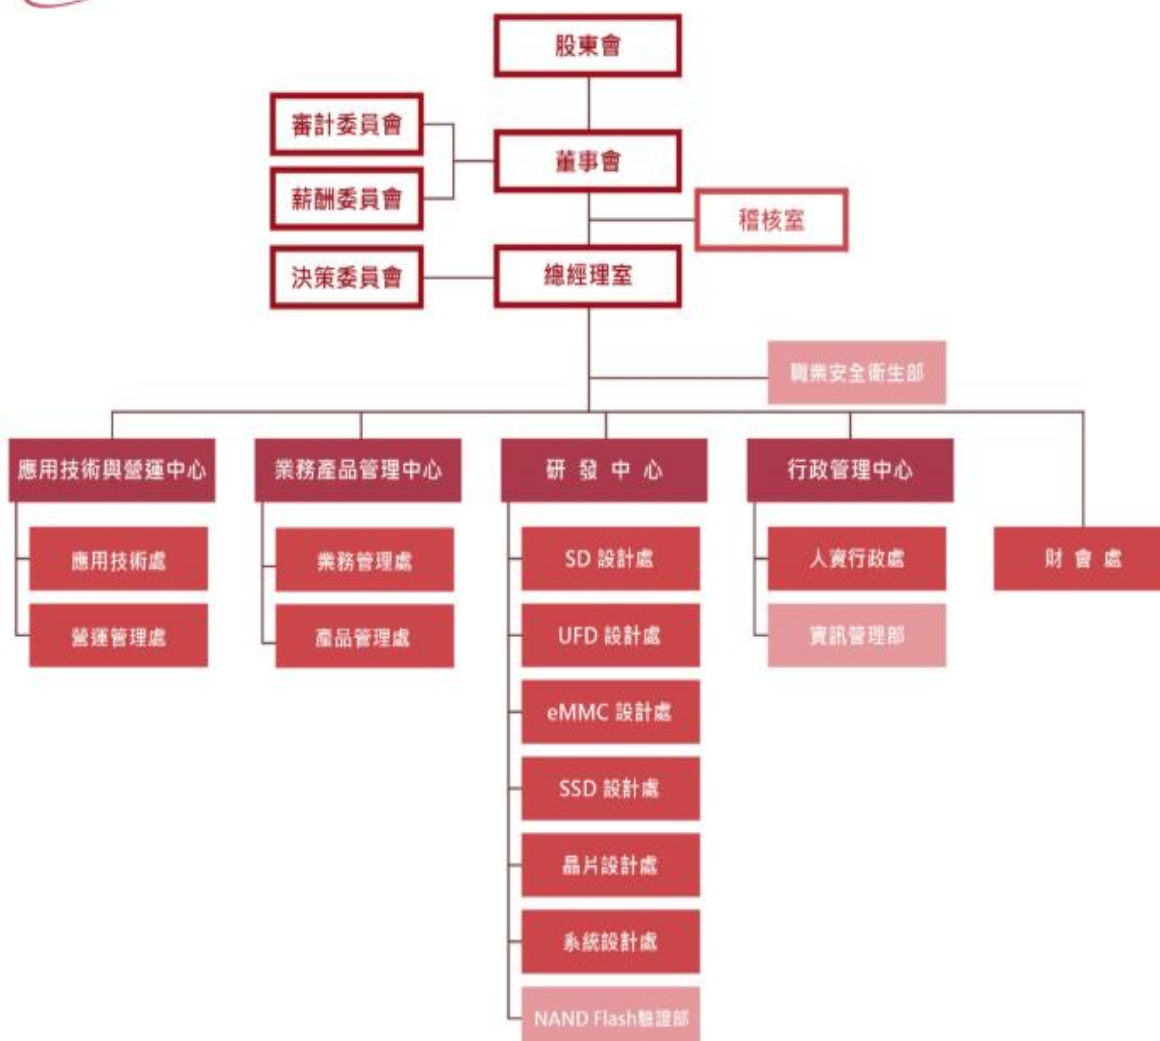 股東會
審計委員會
董事會
薪酬委員會
稽核室
決策委員會
總經理室
職業安全衛生部
應用技術與營運中心
業務產品管理中心
研 發 中 心
行政管理中心
應用技術處
業務管理處
SD 設計處
人資行政處
財 會 處
營運管理處
產品管理處
UFD 設計處
資訊管理部
eMMC 設計處
SSD 設計處
晶片設計處
系統設計處
NAND Flash驗證部